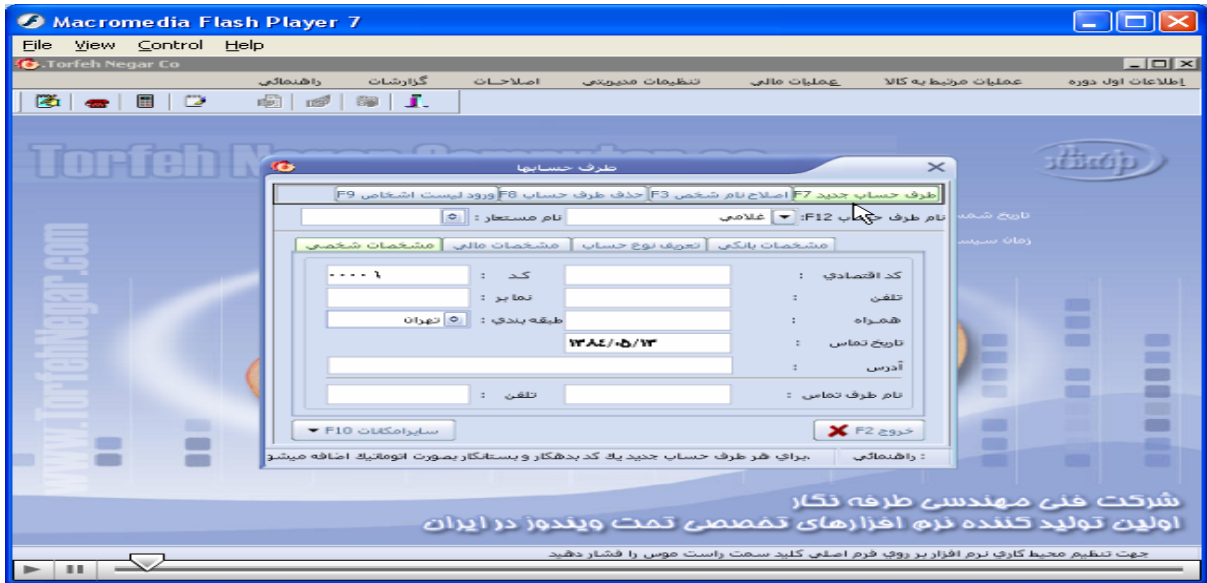 Macromedia Flash Player 7
File View Control Help
Torfeh Negar Co.
اطلاعات اول دوره عملیات مرتبط به کالا عملیات مالی تنظیمات مدیریتی اصلاحات گزارشات راهنمائی
طرف حسابها
طرف حساب جدید F7 اصلاح نام شخص F3 حذف طرف حساب F8 ورود لیست اشخاص F9
نام طرف حساب F12: غلامی نام مستعار :
مشخصات بانکی تعریف نوع حساب مشخصات مالی مشخصات شخصی
کد اقتصادی : کد : ۰۰۰۰۱
تلفن : نمابر :
همراه : طبقه بندی : تهران
تاریخ تماس : ۱۳۸۴/۰۵/۱۳
آدرس :
نام طرف تماس : تلفن :
خروج F2 سایرامکانات F10
راهنمائی : برای هر طرف حساب جدید یك کد بدهکار و بستانکار بصورت اتوماتیك اضافه میشو
زمان
تاریخ
www.TorfehNegar.com
شرکت فنی مهندسی طرفه نگار
اولین تولید کننده نرم افزارهای تخصصی تحت ویندوز در ایران
جهت تنظیم محیط کاری نرم افزار بر روی فرم اصلی کلید سمت راست موس را فشار دهید